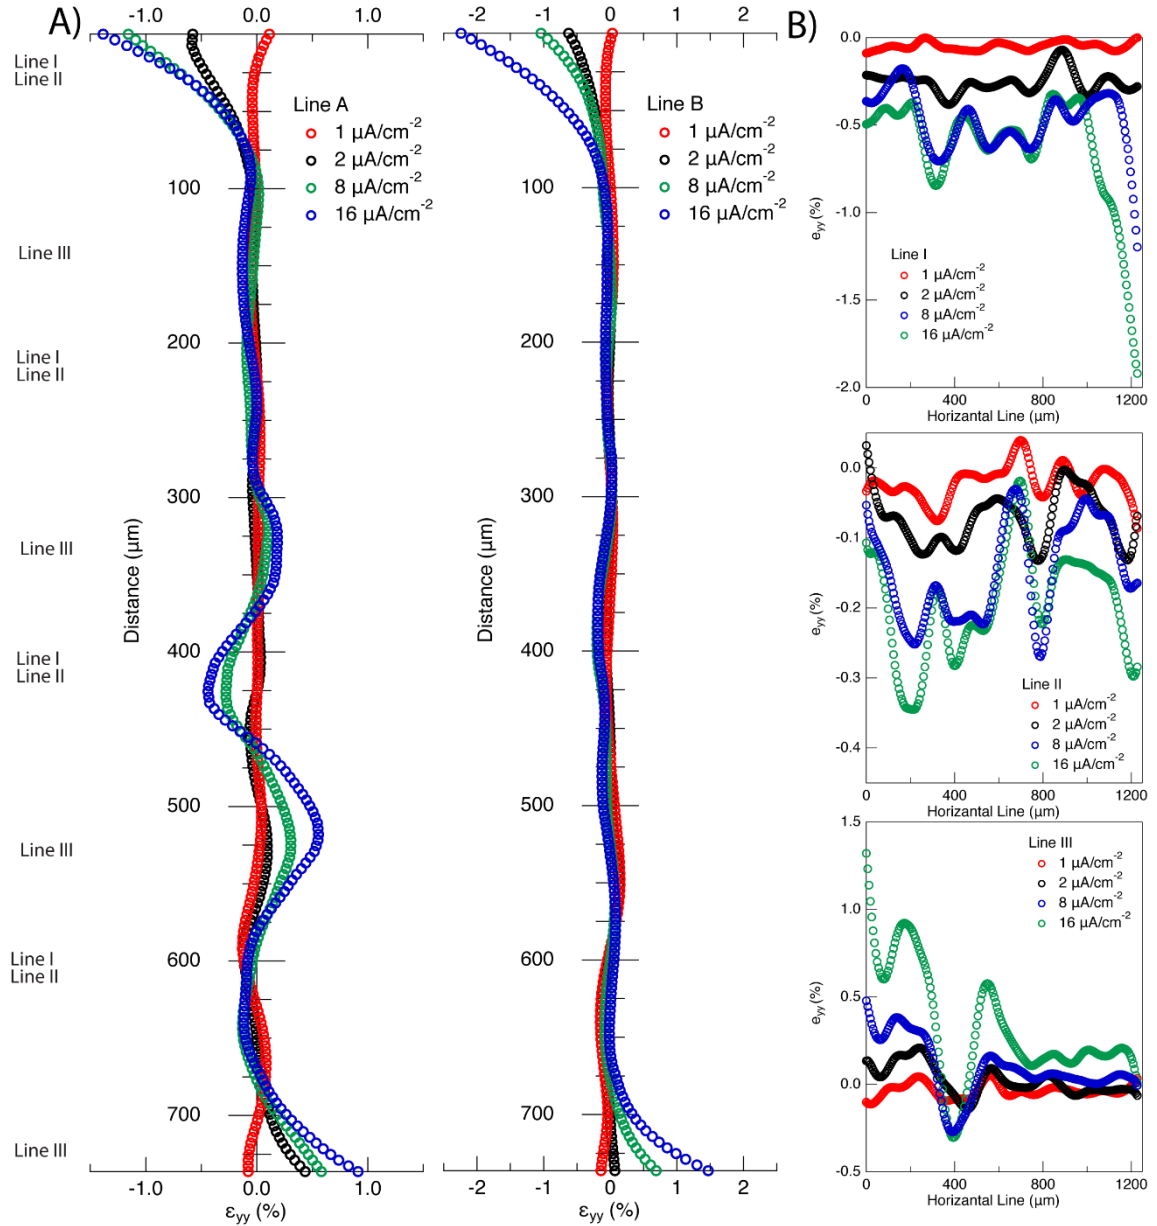 A)
-1.0
0.0
1.0
Line I
Line II
Line A
1 µA/cm⁻²
2 µA/cm⁻²
8 µA/cm⁻²
16 µA/cm⁻²
100
Line III
200
Line I
Line II
300
Line III
Distance (µm)
400
Line I
Line II
500
Line III
600
Line I
Line II
700
Line III
-1.0
0.0
1.0
εyy (%)
-2
-1
0
1
2
Line B
1 µA/cm⁻²
2 µA/cm⁻²
8 µA/cm⁻²
16 µA/cm⁻²
100
200
300
Distance (µm)
400
500
600
700
-2
-1
0
1
2
εyy (%)
B)
0.0
-0.5
-1.0
-1.5
-2.0
eyy (%)
Line I
1 µA/cm⁻²
2 µA/cm⁻²
8 µA/cm⁻²
16 µA/cm⁻²
0
400
800
1200
Horizantal Line (µm)
0.0
-0.1
-0.2
-0.3
-0.4
eyy (%)
Line II
1 µA/cm⁻²
2 µA/cm⁻²
8 µA/cm⁻²
16 µA/cm⁻²
0
400
800
1200
Horizantal Line (µm)
1.5
1.0
0.5
0.0
-0.5
eyy (%)
Line III
1 µA/cm⁻²
2 µA/cm⁻²
8 µA/cm⁻²
16 µA/cm⁻²
0
400
800
1200
Horizantal Line (µm)